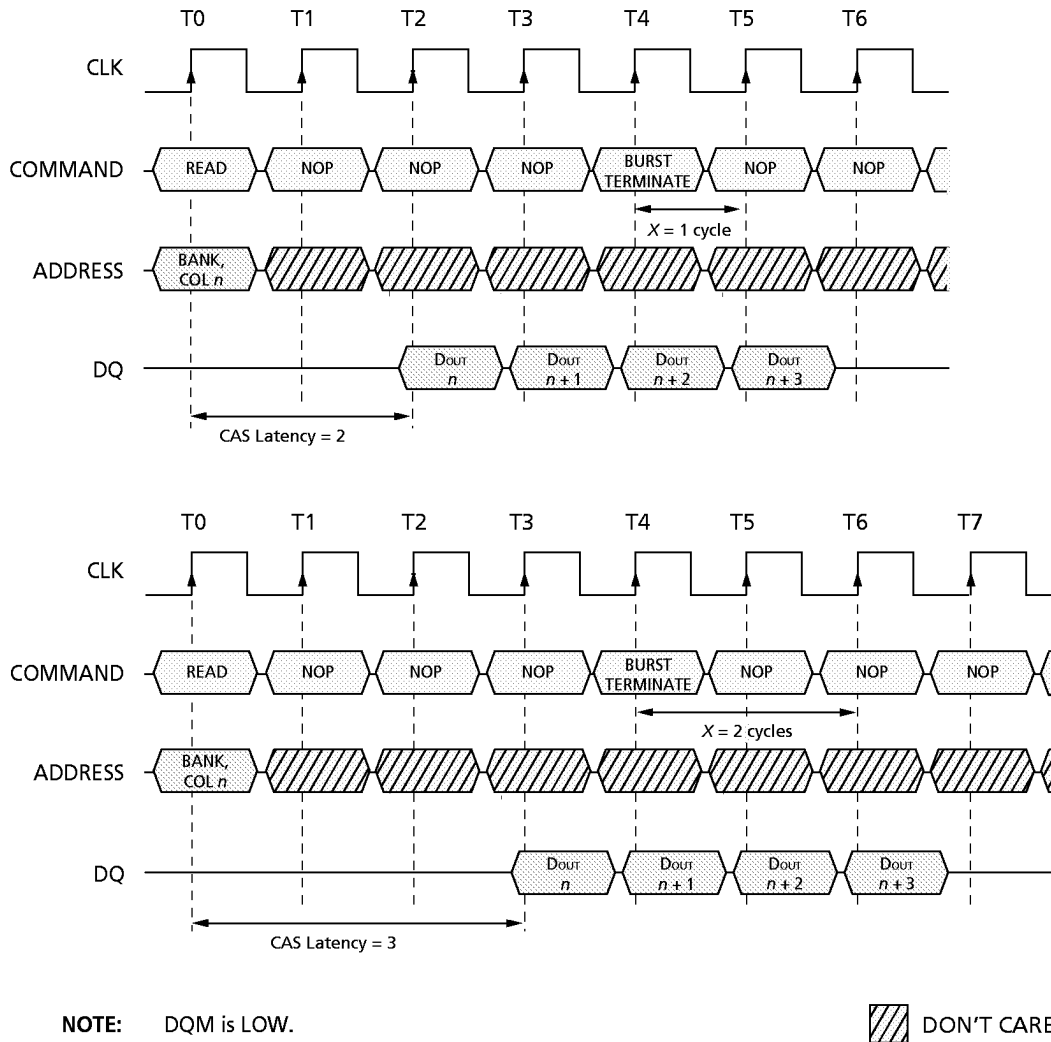 T0 T1 T2 T3 T4 T5 T6
CLK
COMMAND READ NOP NOP NOP BURST TERMINATE NOP NOP
X = 1 cycle
ADDRESS BANK, COL n
DQ DOUT n DOUT n + 1 DOUT n + 2 DOUT n + 3
CAS Latency = 2
T0 T1 T2 T3 T4 T5 T6 T7
CLK
COMMAND READ NOP NOP NOP BURST TERMINATE NOP NOP NOP
X = 2 cycles
ADDRESS BANK, COL n
DQ DOUT n DOUT n + 1 DOUT n + 2 DOUT n + 3
CAS Latency = 3
NOTE: DQM is LOW.
DON'T CARE